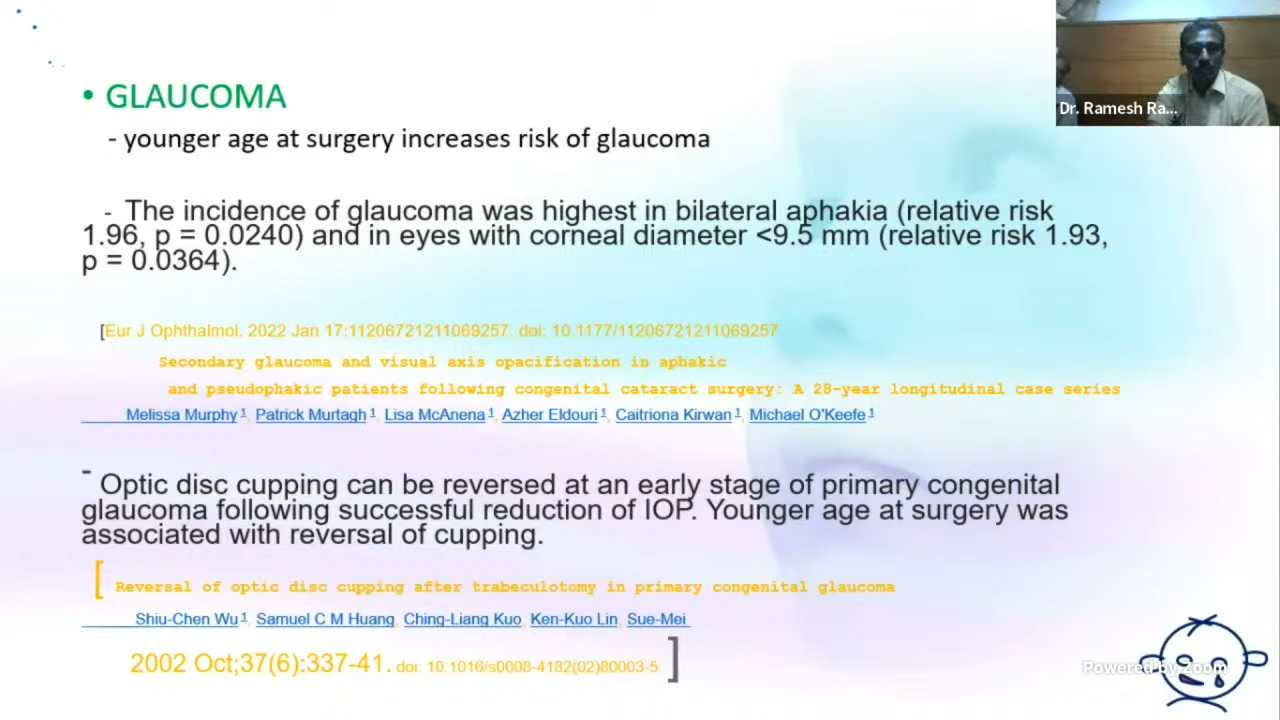 • GLAUCOMA
- younger age at surgery increases risk of glaucoma
- The incidence of glaucoma was highest in bilateral aphakia (relative risk
1.96, p = 0.0240) and in eyes with corneal diameter <9.5 mm (relative risk 1.93,
p = 0.0364).
[Eur J Ophthalmol. 2022 Jan 17:11206721211069257. doi: 10.1177/11206721211069257
Secondary glaucoma and visual axis opacification in aphakic
and pseudophakic patients following congenital cataract surgery: A 28-year longitudinal case series
Melissa Murphy 1, Patrick Murtagh 1, Lisa McAnena 1, Azher Eldouri 1, Caitriona Kirwan 1, Michael O'Keefe 1
- Optic disc cupping can be reversed at an early stage of primary congenital
glaucoma following successful reduction of IOP. Younger age at surgery was
associated with reversal of cupping.
[ Reversal of optic disc cupping after trabeculotomy in primary congenital glaucoma
Shiu-Chen Wu 1, Samuel C M Huang, Ching-Liang Kuo, Ken-Kuo Lin, Sue-Mei
2002 Oct;37(6):337-41. doi: 10.1016/s0008-4182(02)80003-5 ]
Dr. Ramesh Ra...
Powered by Zoom